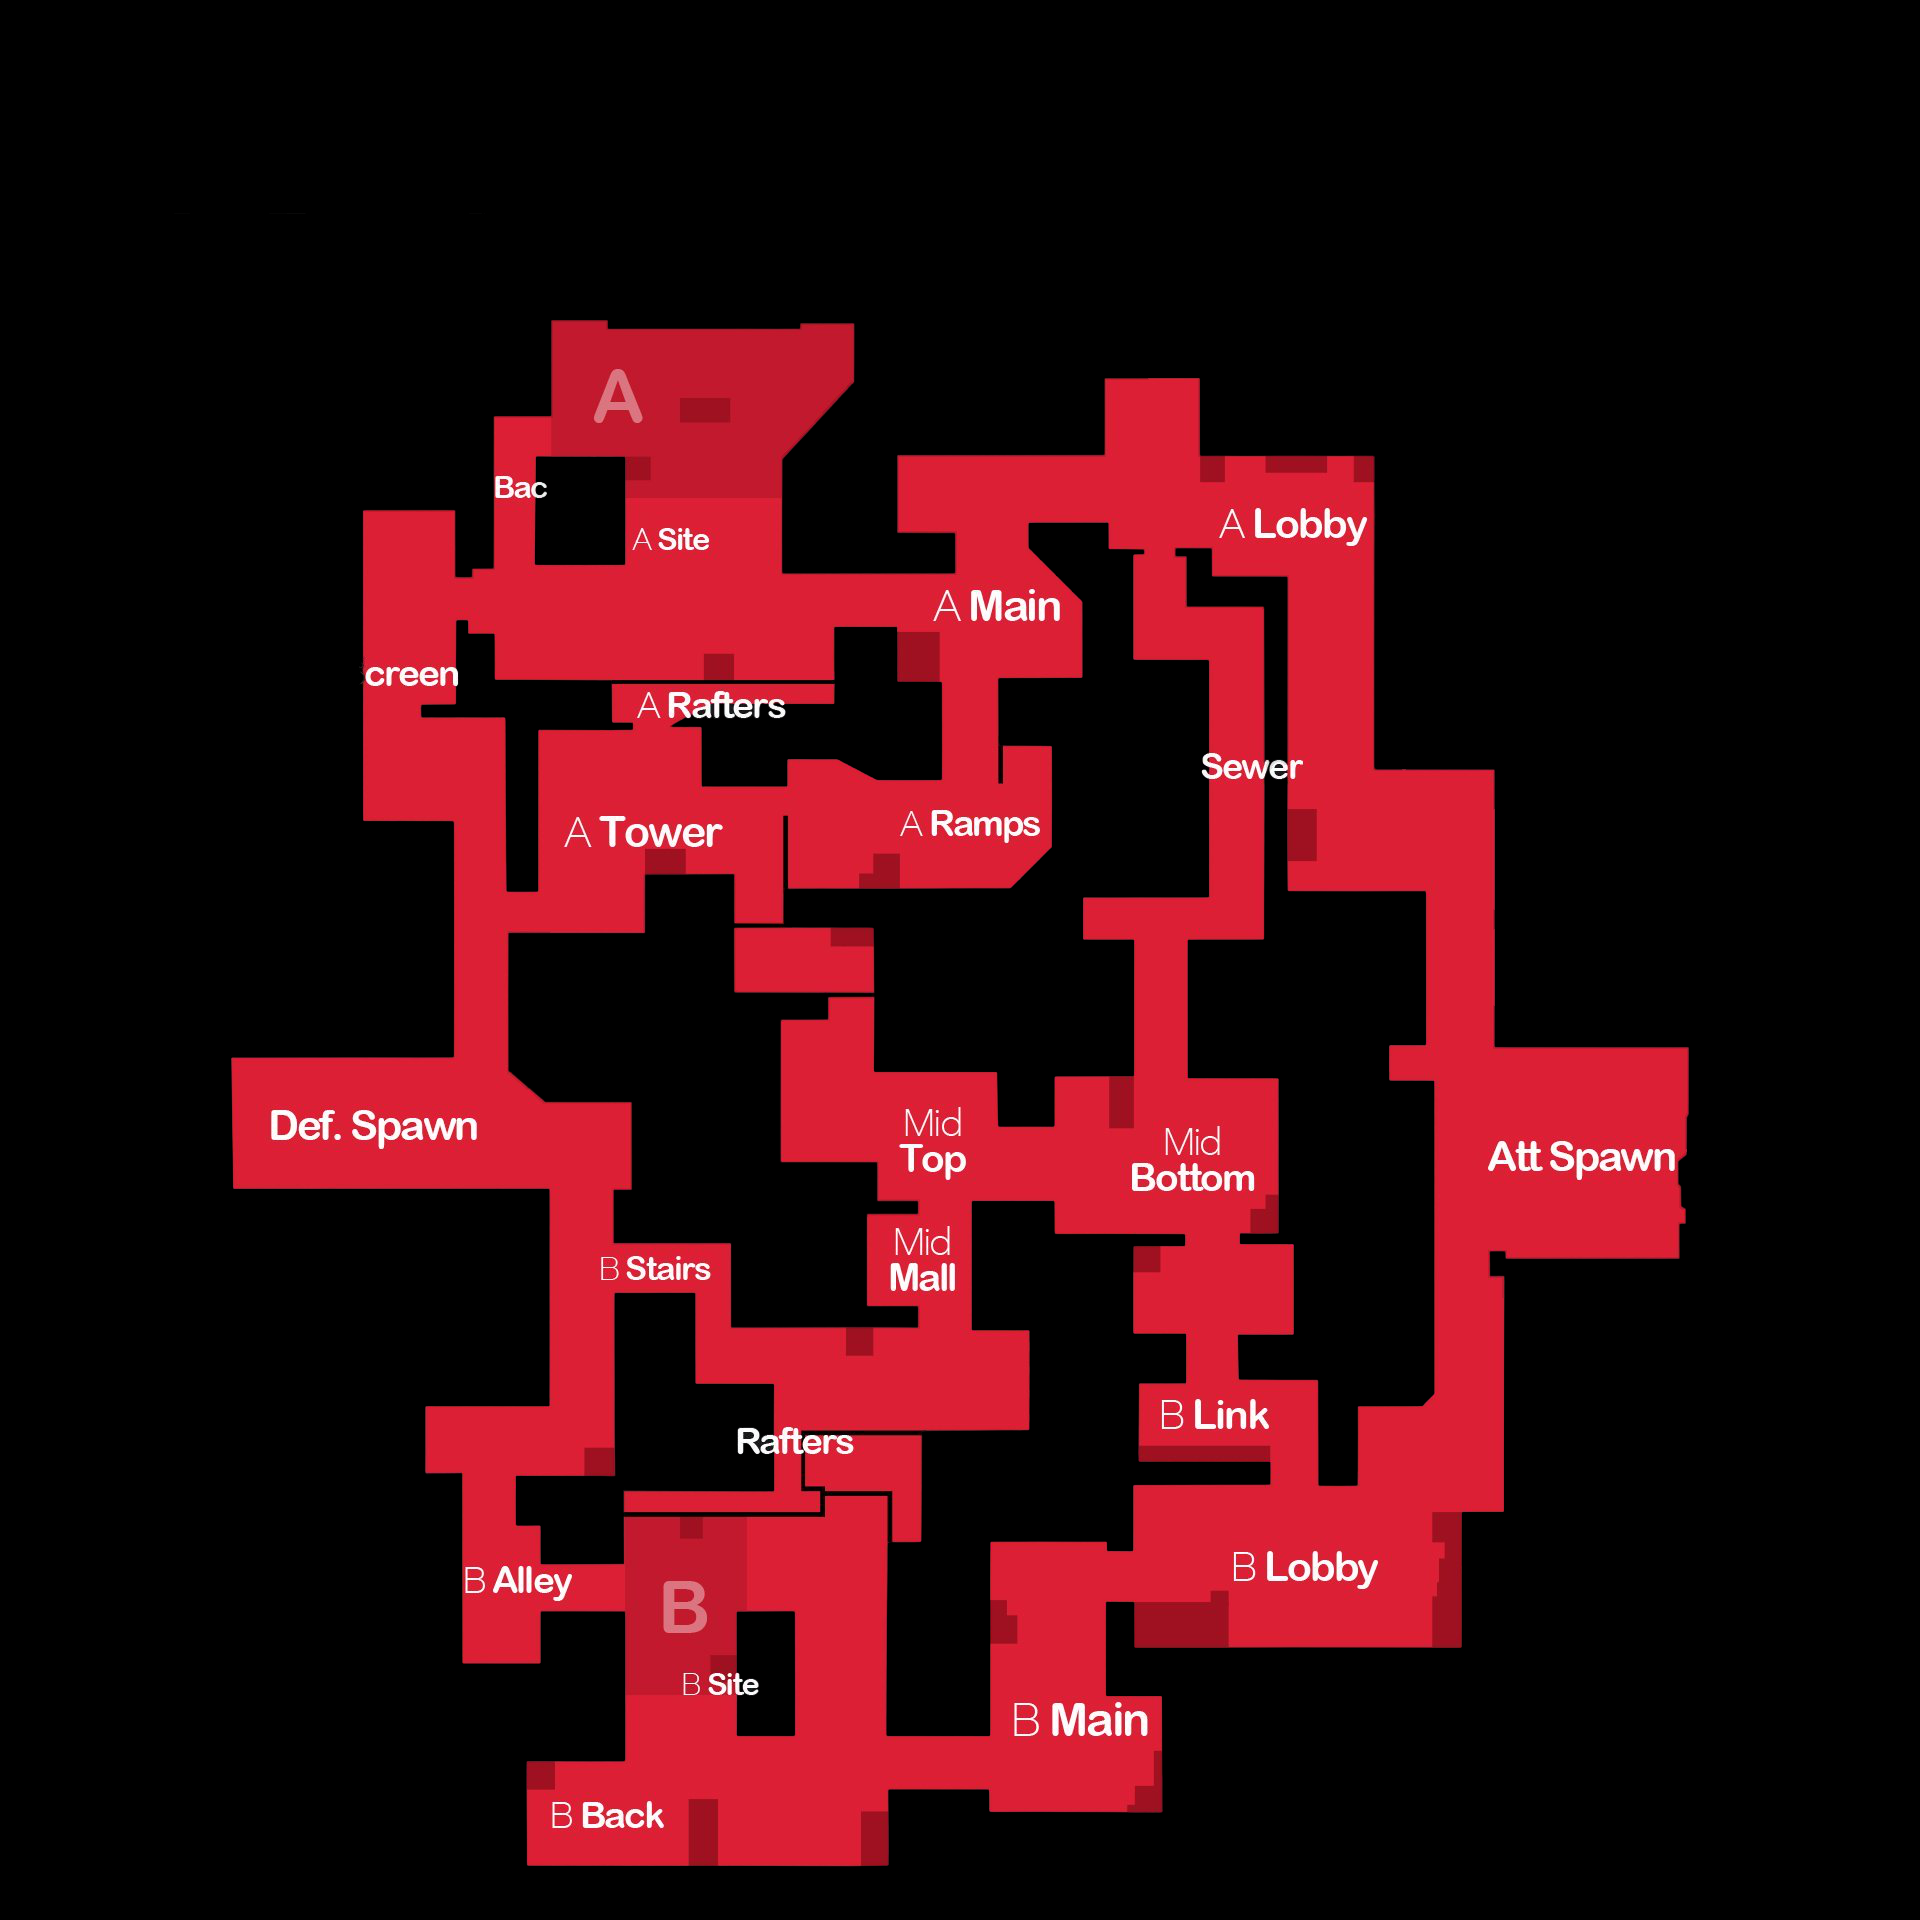 A
Bac
A Site
A Lobby
A Main
creen
A Rafters
Sewer
A Tower
A Ramps
Def. Spawn
Mid
Top
Mid
Bottom
Att Spawn
Mid
Mall
B Stairs
B Link
Rafters
B Alley
B
B Lobby
B Site
B Main
B Back